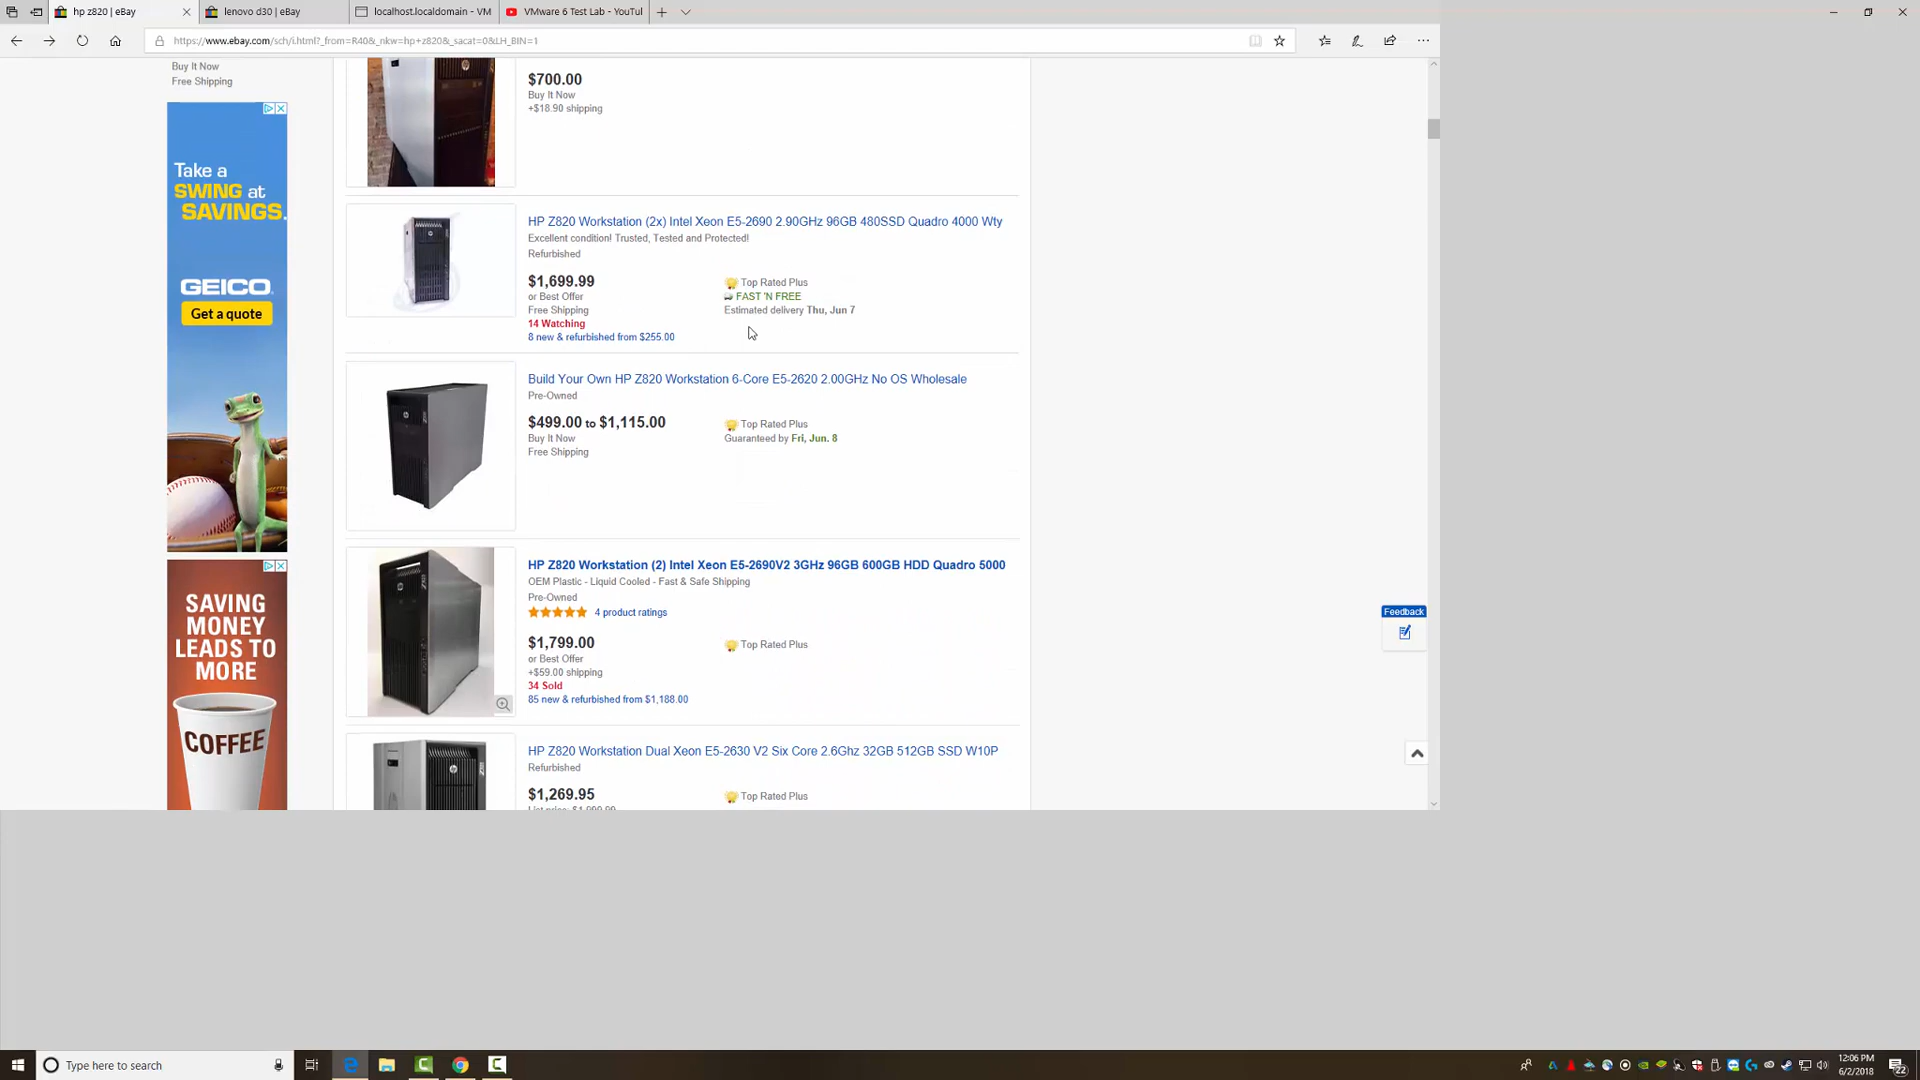 hp z820 | eBay
lenovo d30 | eBay
localhost.localdomain - VM
VMware 6 Test Lab - YouTul
https://www.ebay.com/sch/i.html?_from=R40&_nkw=hp+z820&_sacat=0&LH_BIN=1
Buy It Now
Free Shipping
Take a
SWING at
SAVINGS.
GEICO
Get a quote
SAVING
MONEY
LEADS TO
MORE
COFFEE
$700.00
Buy It Now
+$18.90 shipping
HP Z820 Workstation (2x) Intel Xeon E5-2690 2.90GHz 96GB 480SSD Quadro 4000 Wty
Excellent condition! Trusted, Tested and Protected!
Refurbished
$1,699.99
Top Rated Plus
or Best Offer
FAST 'N FREE
Free Shipping
Estimated delivery Thu, Jun 7
14 Watching
8 new & refurbished from $255.00
Build Your Own HP Z820 Workstation 6-Core E5-2620 2.00GHz No OS Wholesale
Pre-Owned
$499.00 to $1,115.00
Top Rated Plus
Buy It Now
Guaranteed by Fri, Jun. 8
Free Shipping
HP Z820 Workstation (2) Intel Xeon E5-2690V2 3GHz 96GB 600GB HDD Quadro 5000
OEM Plastic - Liquid Cooled - Fast & Safe Shipping
Pre-Owned
4 product ratings
$1,799.00
Top Rated Plus
or Best Offer
+$59.00 shipping
34 Sold
85 new & refurbished from $1,188.00
HP Z820 Workstation Dual Xeon E5-2630 V2 Six Core 2.6Ghz 32GB 512GB SSD W10P
Refurbished
$1,269.95
Top Rated Plus
Feedback
Type here to search
12:06 PM
6/2/2018
22